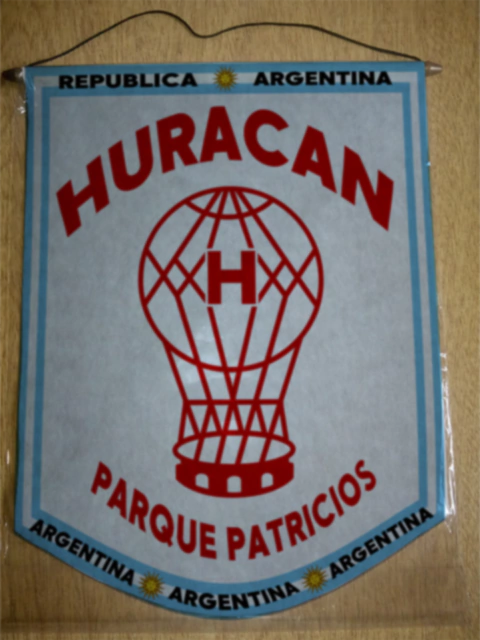 REPUBLICA ARGENTINA
HURACAN
H
PARQUE PATRICIOS
ARGENTINA ARGENTINA ARGENTINA